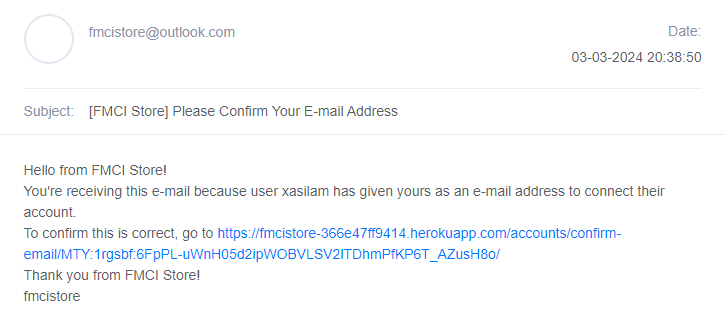 fmcistore@outlook.com
Date:
03-03-2024 20:38:50
Subject: [FMCI Store] Please Confirm Your E-mail Address
Hello from FMCI Store!
You're receiving this e-mail because user xasilam has given yours as an e-mail address to connect their
account.
To confirm this is correct, go to https://fmcistore-366e47ff9414.herokuapp.com/accounts/confirm-
email/MTY:1rgsbf:6FpPL-uWnH05d2ipWOBVLSV2ITDhmPfKP6T_AZusH8o/
Thank you from FMCI Store!
fmcistore